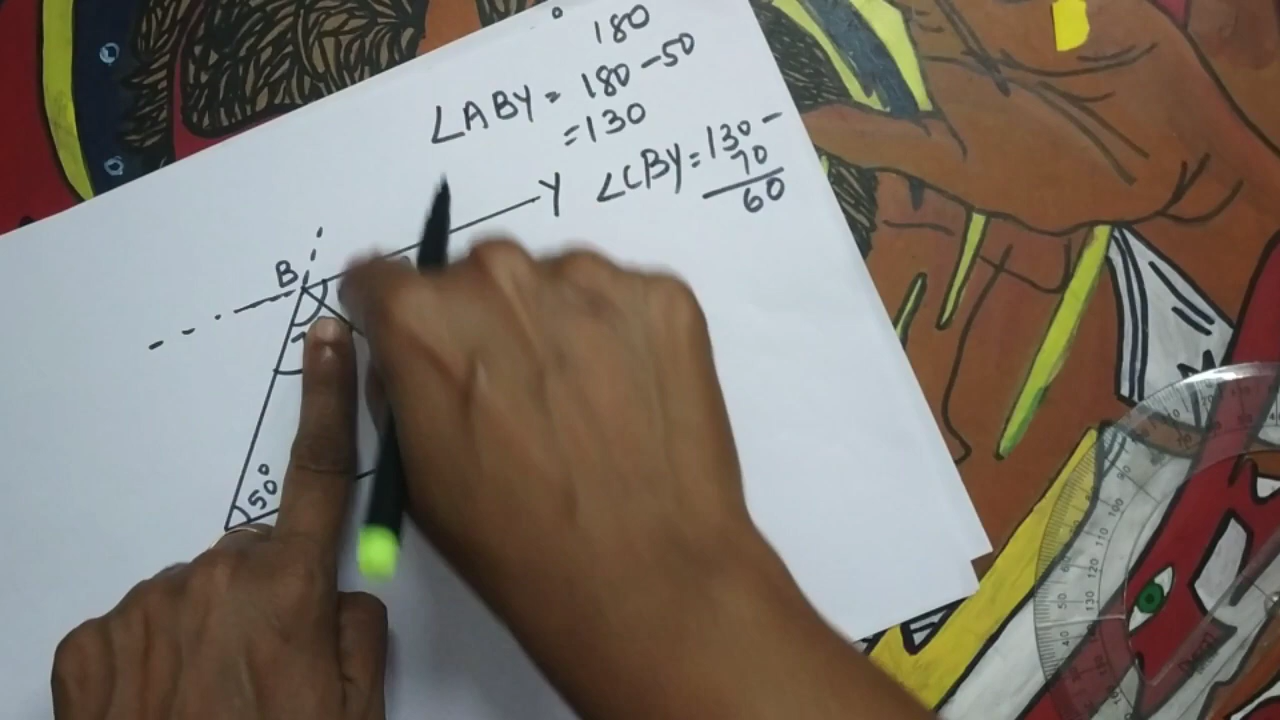 180
∠ABY = 180 - 50
=130
∠CBY = 130 -
70
60
Y
B
50°